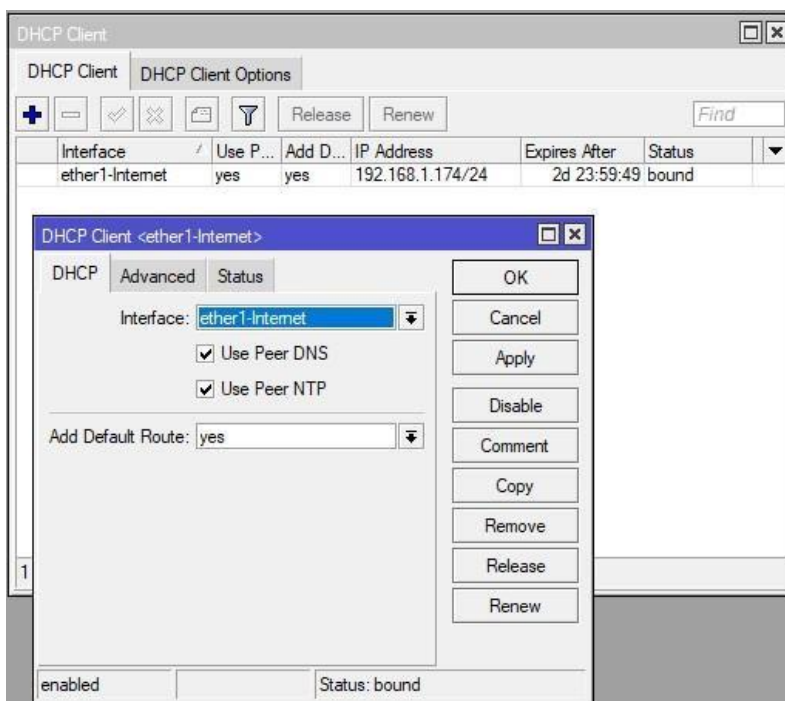 DHCP Client
DHCP Client DHCP Client Options
Release Renew Find
Interface / Use P... Add D... IP Address Expires After Status
ether1-Internet yes yes 192.168.1.174/24 2d 23:59:49 bound
DHCP Client <ether1-Internet>
DHCP Advanced Status
OK
Interface: ether1-Internet
Cancel
Use Peer DNS
Apply
Use Peer NTP
Disable
Add Default Route: yes
Comment
Copy
Remove
1
Release
Renew
enabled Status: bound